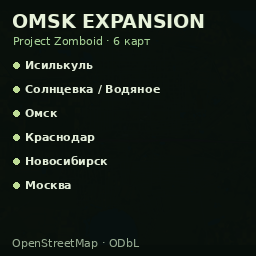 OMSK EXPANSION
Project Zomboid · 6 карт
Исилькуль
Солнцевка / Водяное
Омск
Краснодар
Новосибирск
Москва
OpenStreetMap · ODbL